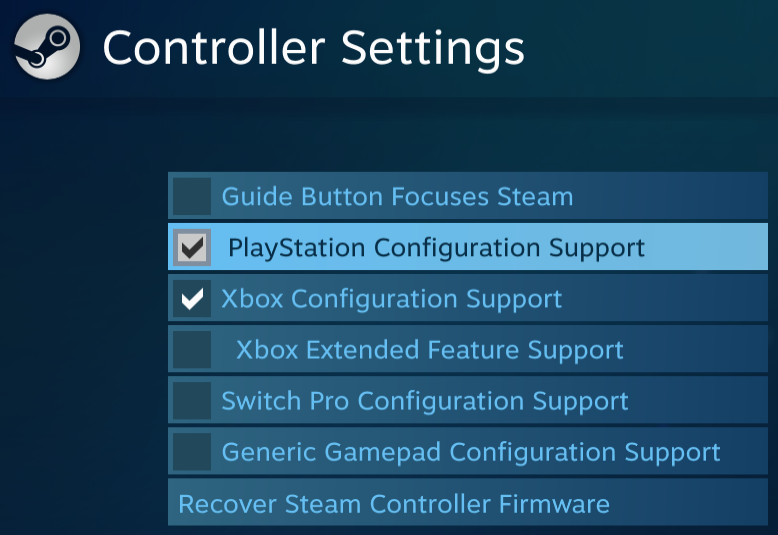 Controller Settings
Guide Button Focuses Steam
PlayStation Configuration Support
Xbox Configuration Support
Xbox Extended Feature Support
Switch Pro Configuration Support
Generic Gamepad Configuration Support
Recover Steam Controller Firmware